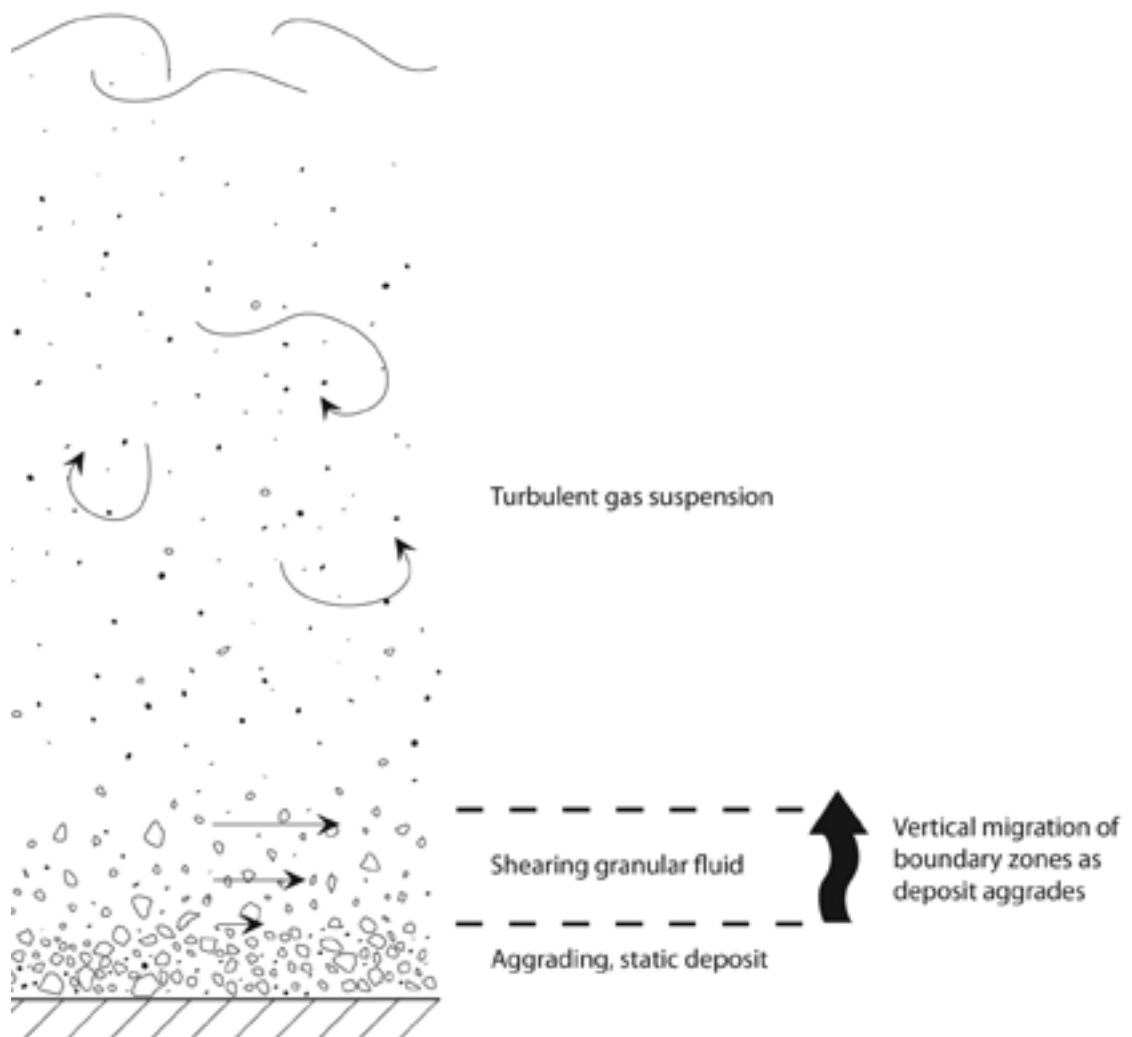 Turbulent gas suspension
Shearing granular fluid
Vertical migration of
boundary zones as
deposit aggrades
Aggrading, static deposit